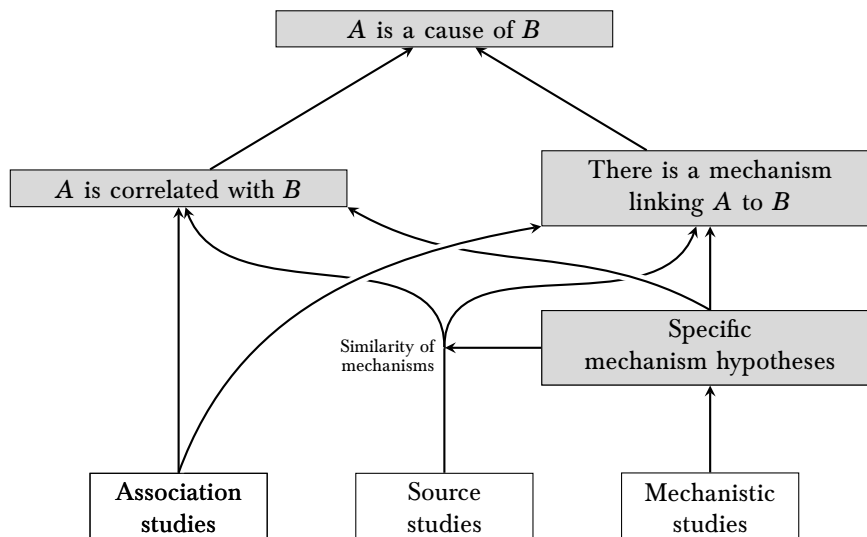 A is a cause of B
A is correlated with B
There is a mechanism
linking A to B
Similarity of
mechanisms
Specific
mechanism hypotheses
Association
studies
Source
studies
Mechanistic
studies